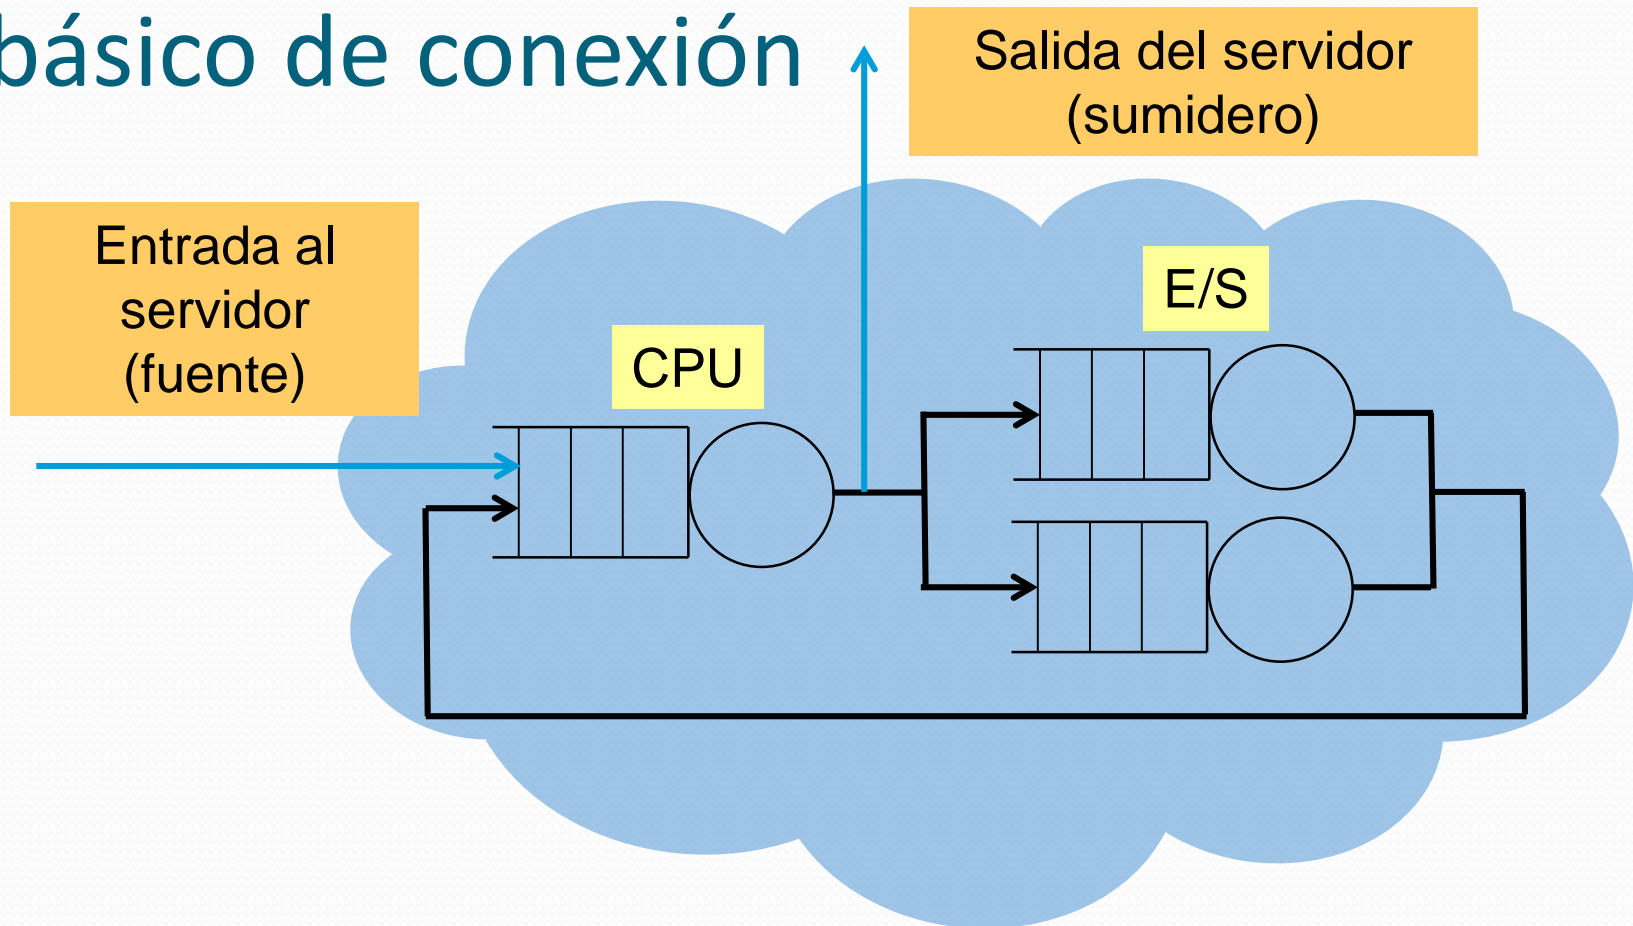 básico de conexión
Salida del servidor
(sumidero)
Entrada al
servidor
(fuente)
E/S
CPU